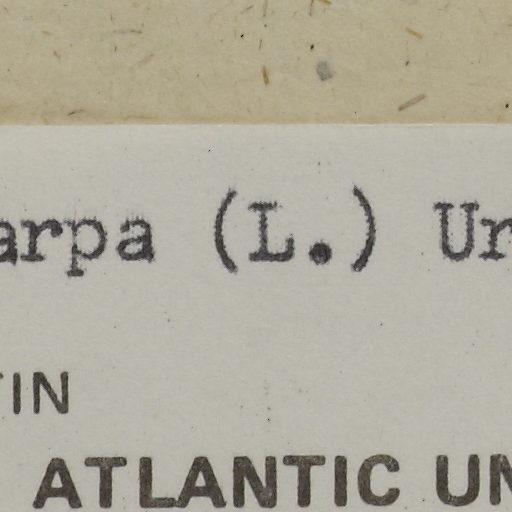 arpa (L.) Ur
TIN
ATLANTIC UN